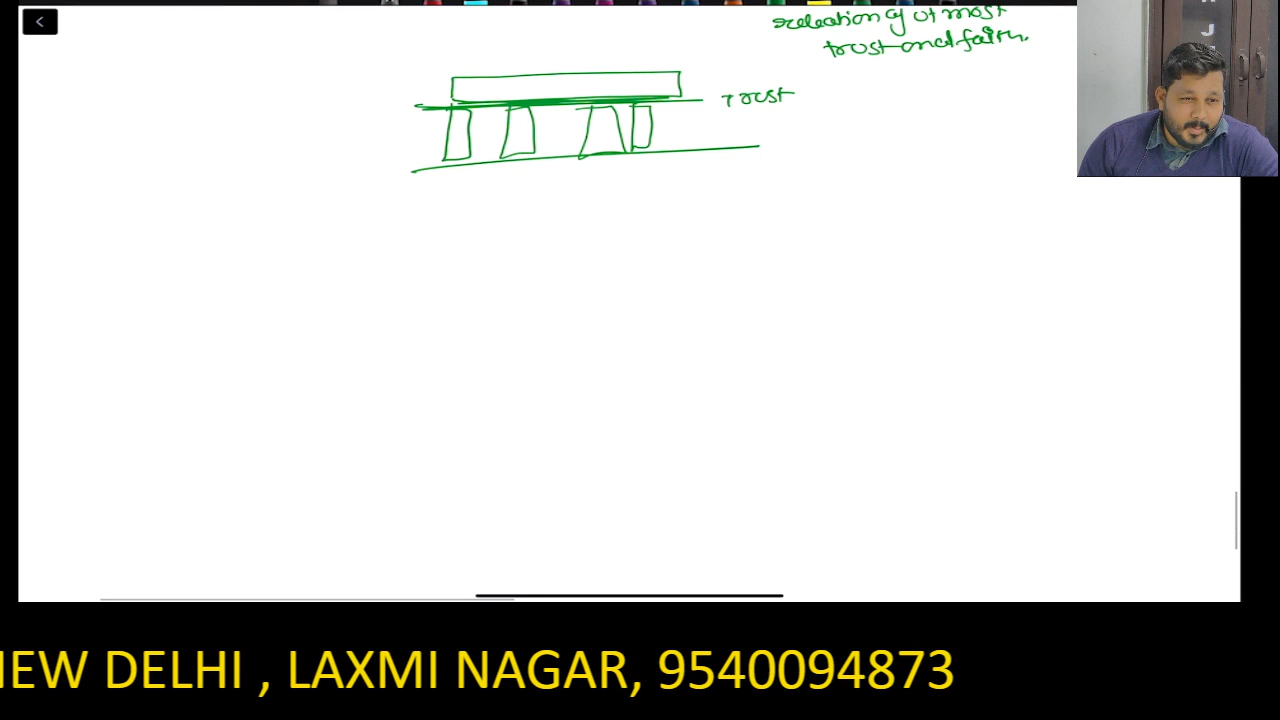 relation of utmost
trust and faith.
Trust
NEW DELHI , LAXMI NAGAR, 9540094873